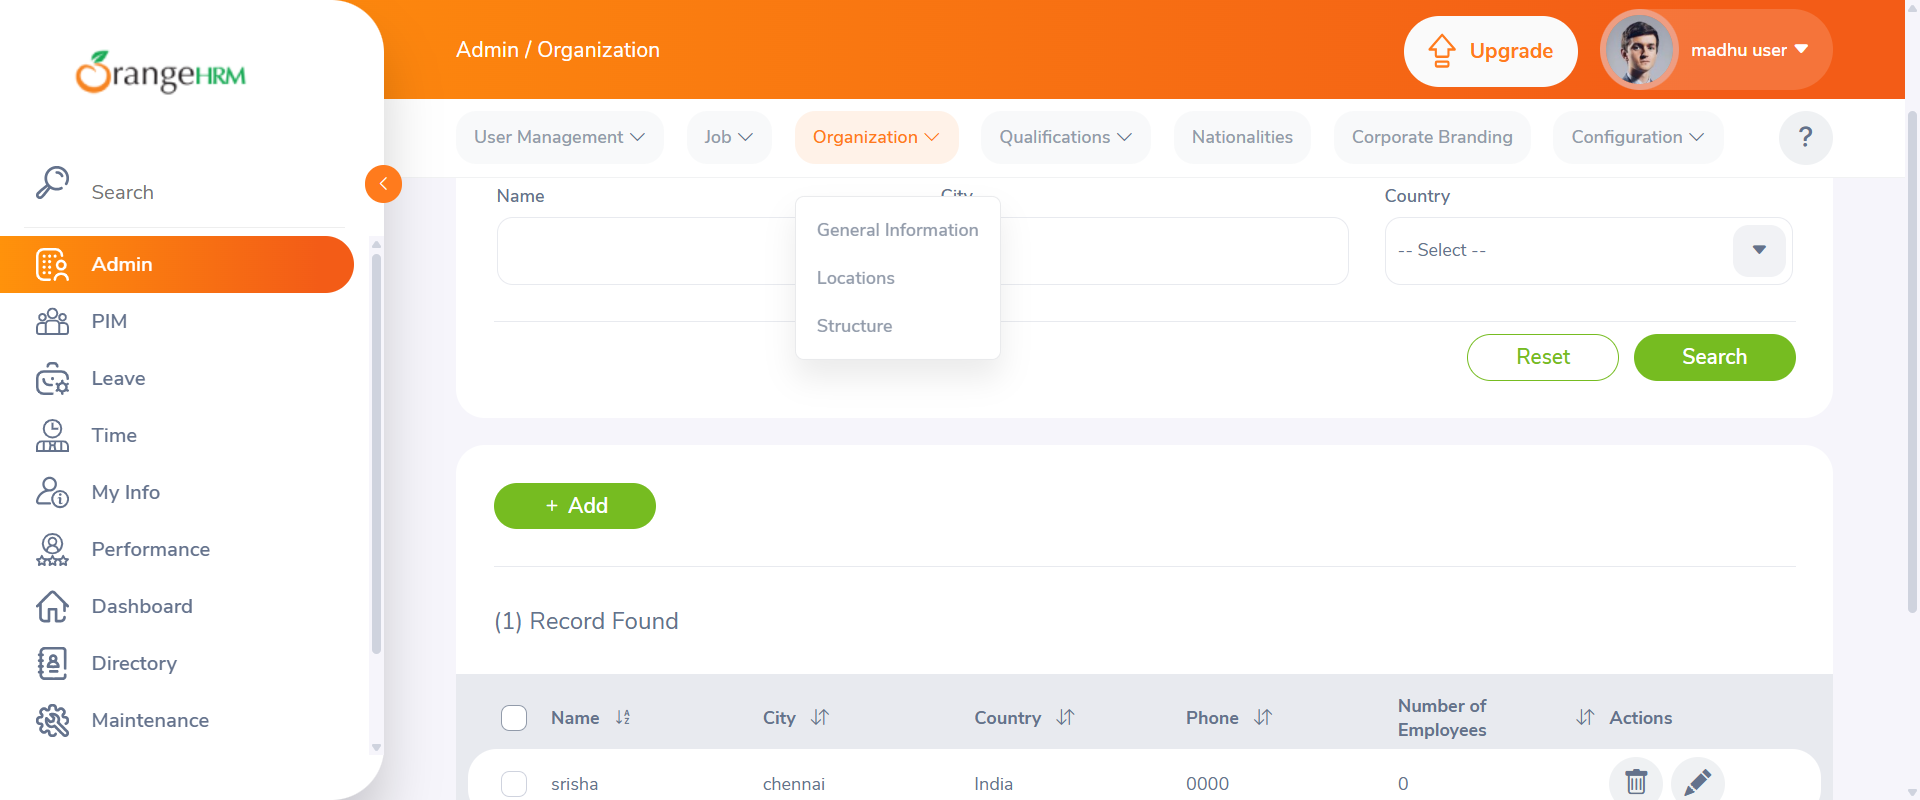 OrangeHRM
Admin / Organization
Upgrade
madhu user
User Management
Job
Organization
Qualifications
Nationalities
Corporate Branding
Configuration
?
Search
Admin
PIM
Leave
Time
My Info
Performance
Dashboard
Directory
Maintenance
Name
City
Country
-- Select --
General Information
Locations
Structure
Reset
Search
+ Add
(1) Record Found
Name
City
Country
Phone
Number of
Employees
Actions
srisha
chennai
India
0000
0